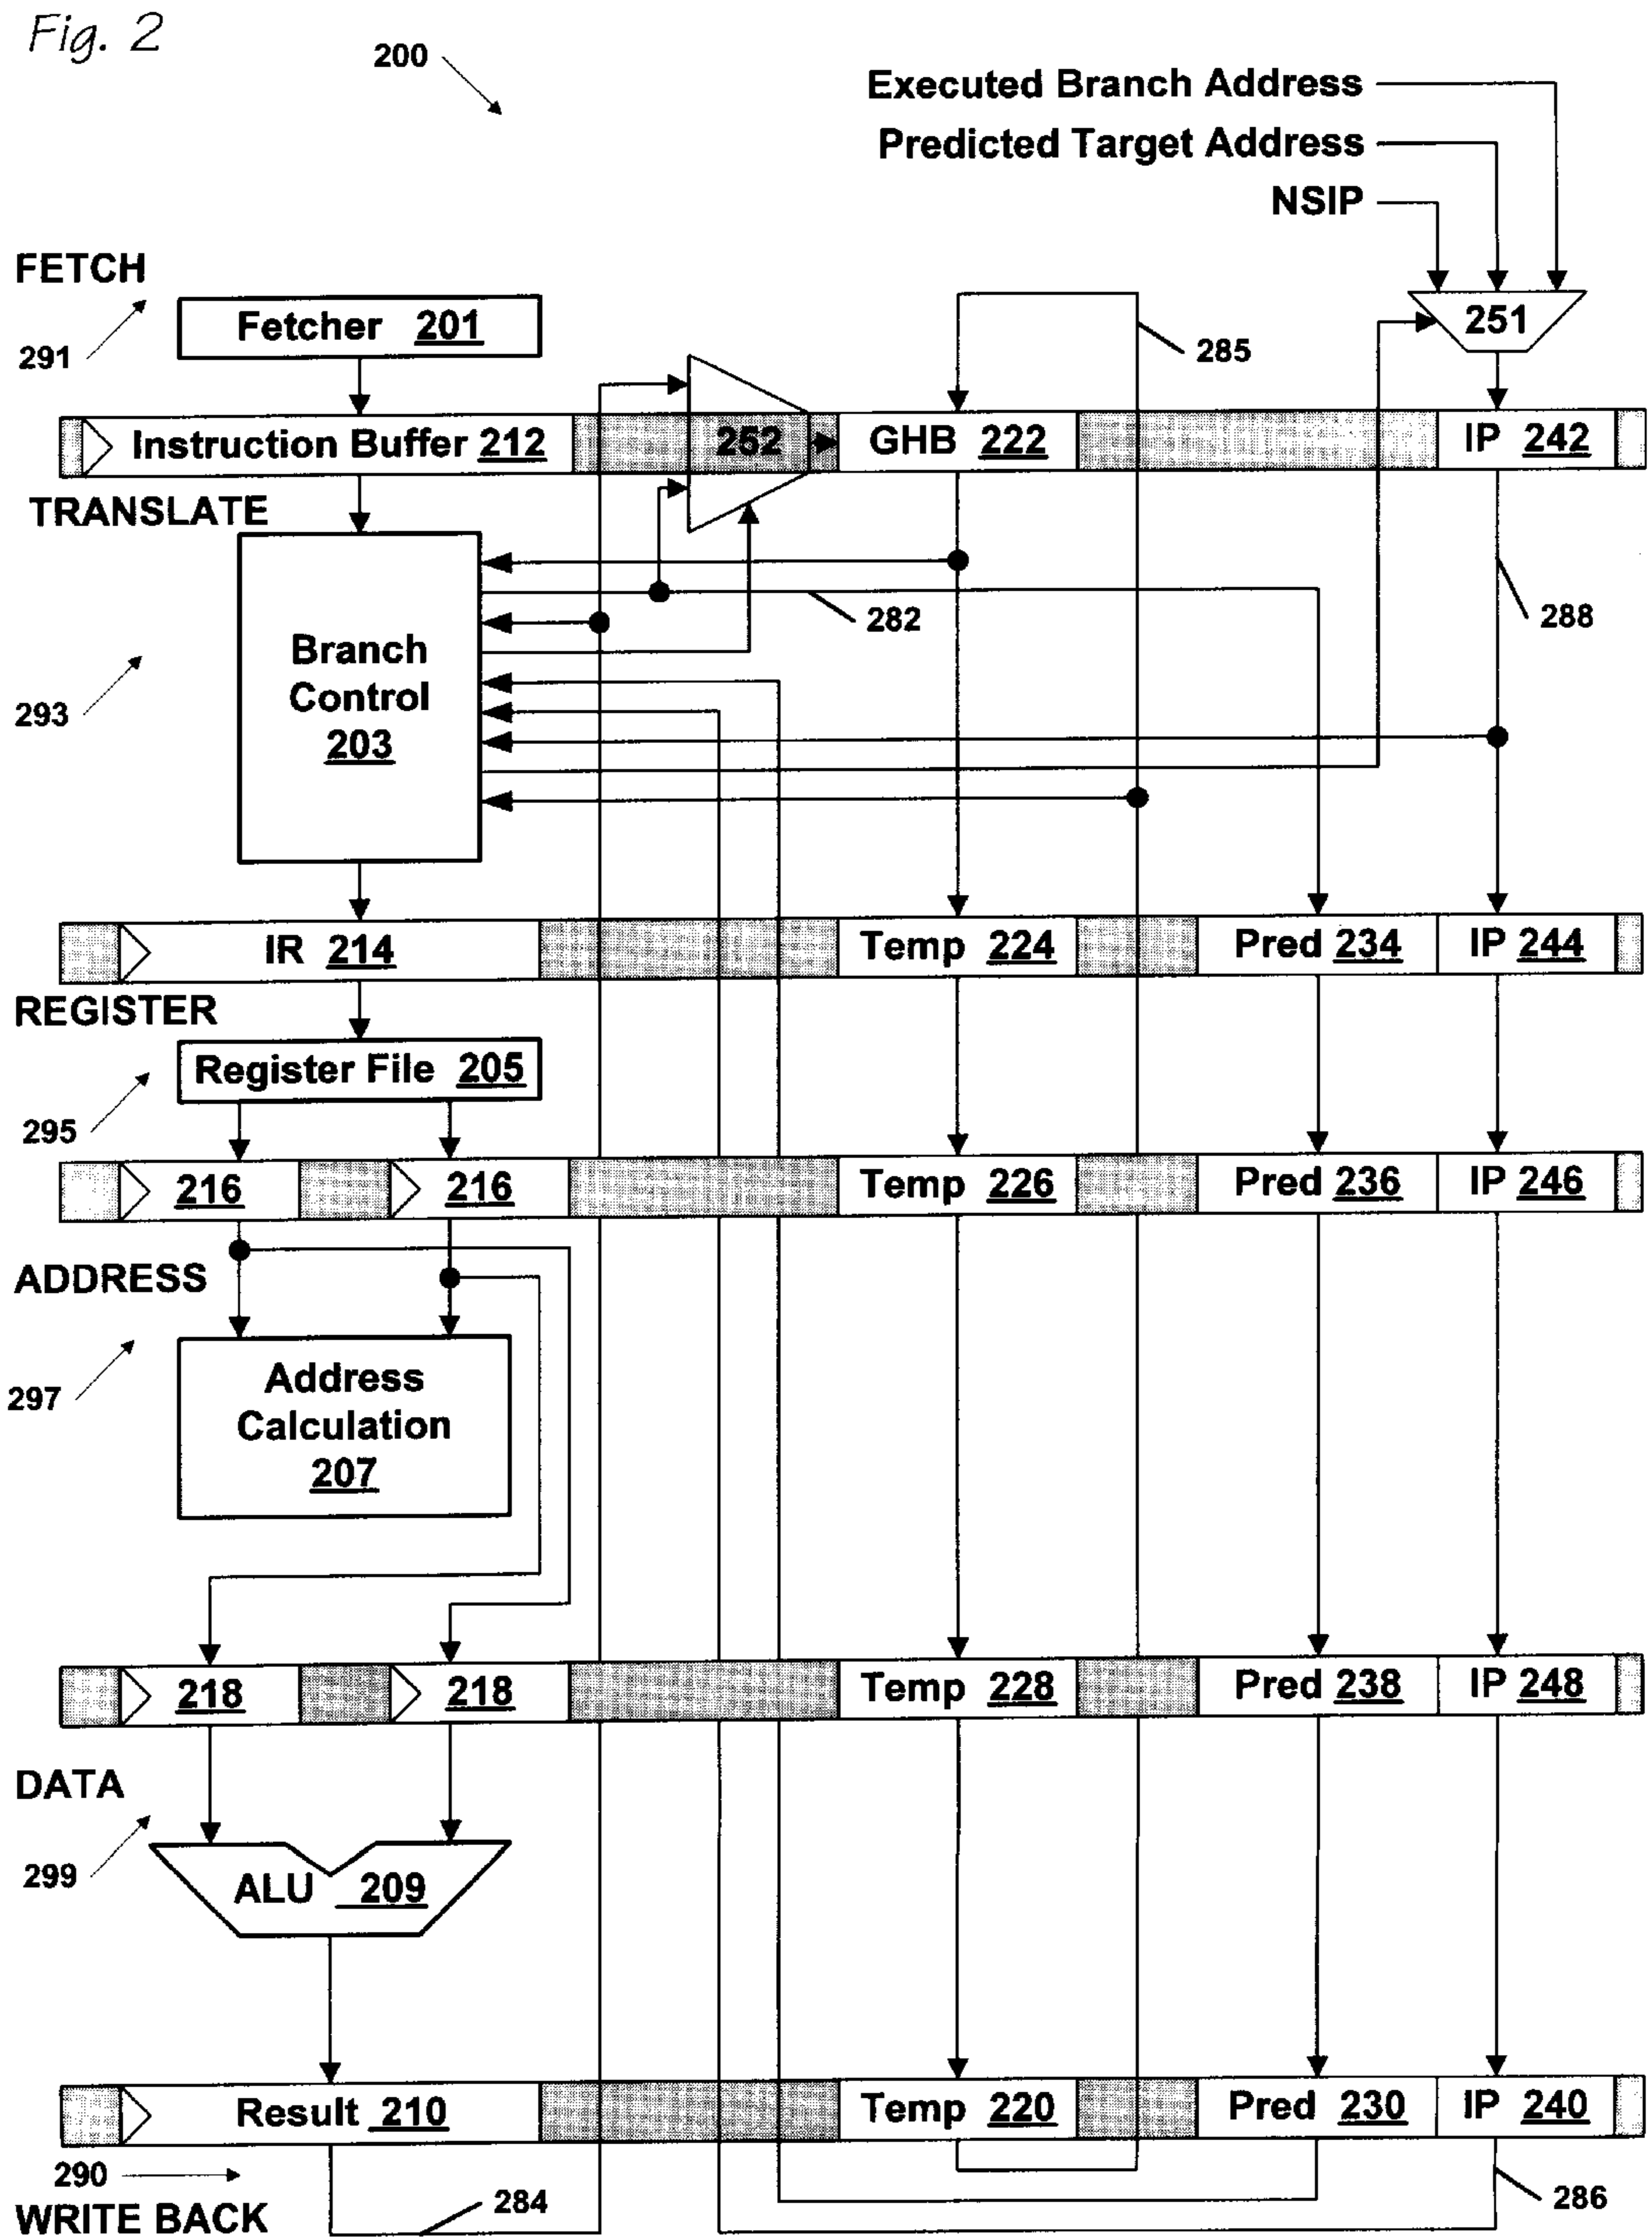 Fig. 2
200
Executed Branch Address
Predicted Target Address
NSIP
FETCH
291
Fetcher 201
251
285
Instruction Buffer 212
252
GHB 222
IP 242
TRANSLATE
282
288
293
Branch
Control
203
IR 214
Temp 224
Pred 234
IP 244
REGISTER
Register File 205
295
216
216
Temp 226
Pred 236
IP 246
ADDRESS
297
Address
Calculation
207
218
218
Temp 228
Pred 238
IP 248
DATA
299
ALU 209
Result 210
Temp 220
Pred 230
IP 240
290
284
286
WRITE BACK